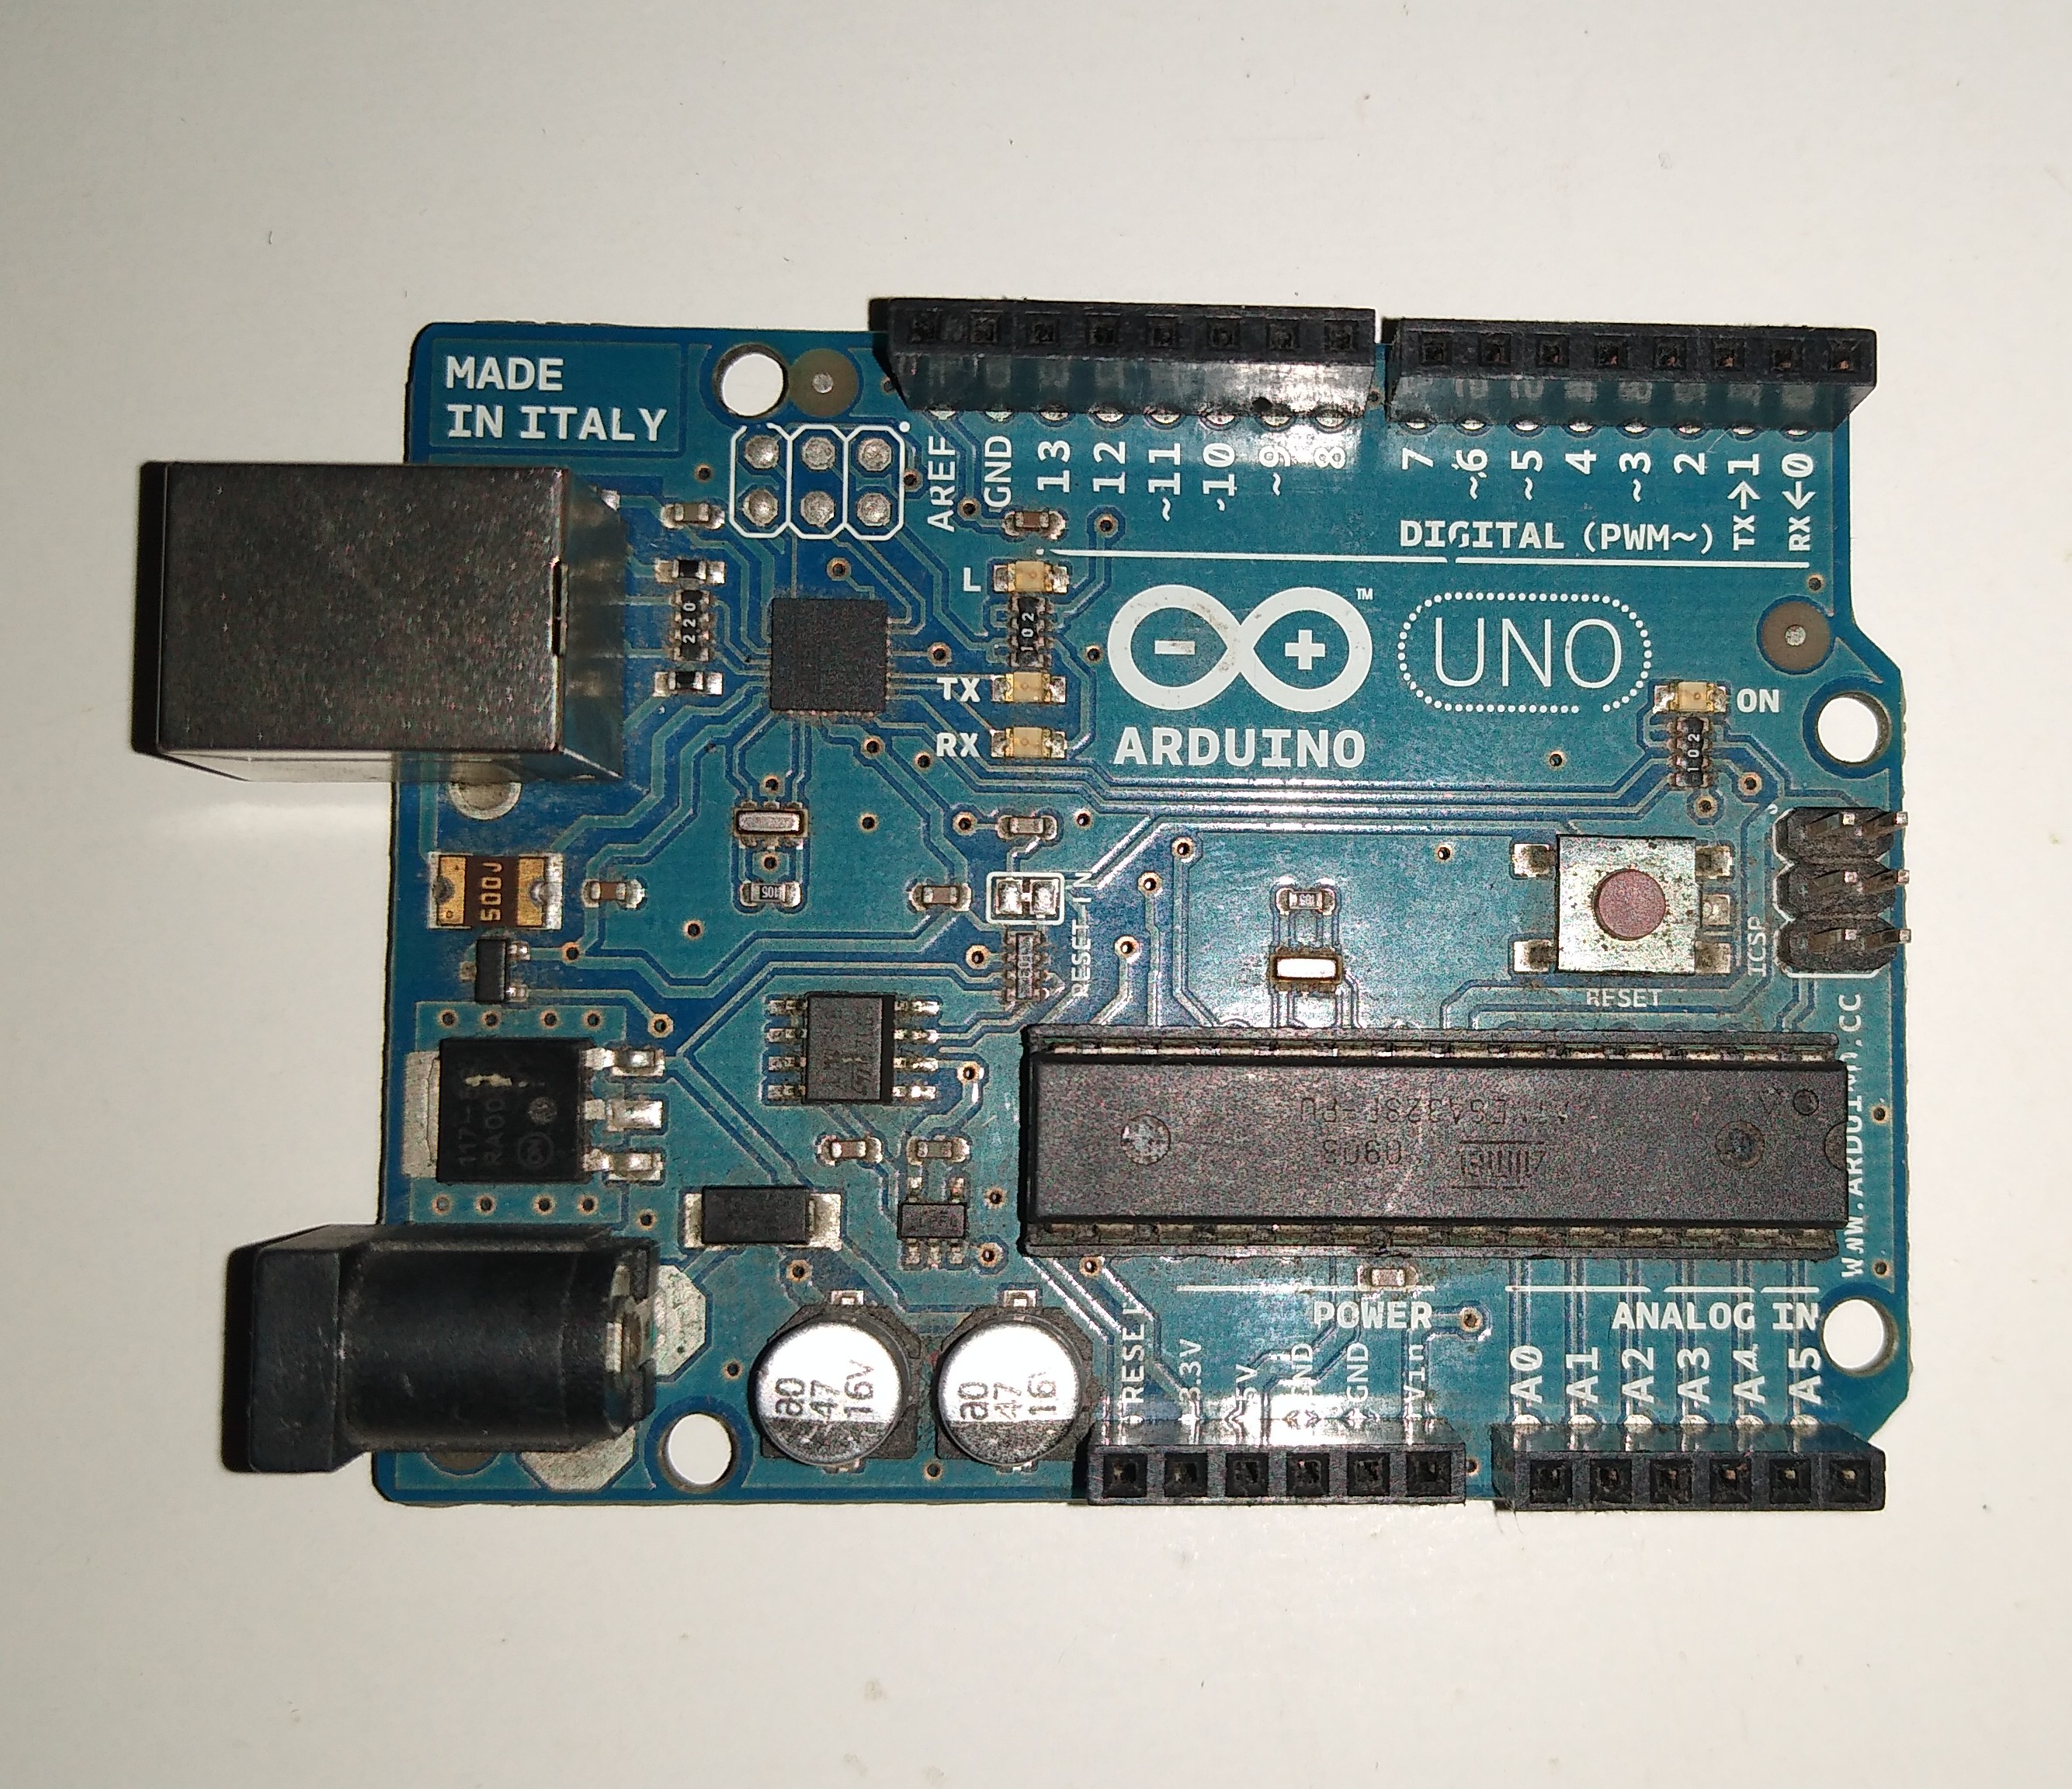 MADE
IN ITALY
AREF
GND
13
12
~11
~10
~9
8
7
~6
~5
4
~3
2
TX→1
RX←0
DIGITAL (PWM~)
L
TX
RX
220
102
- +
™
ARDUINO
UNO
ON
102
500J
RESET-IN
ICSP
RESET
WWW.ARDUINO.CC
POWER
ANALOG IN
RESET
3.3V
5V
GND
GND
Vin
A0
A1
A2
A3
A4
A5
a0
47
16V
a0
47
16